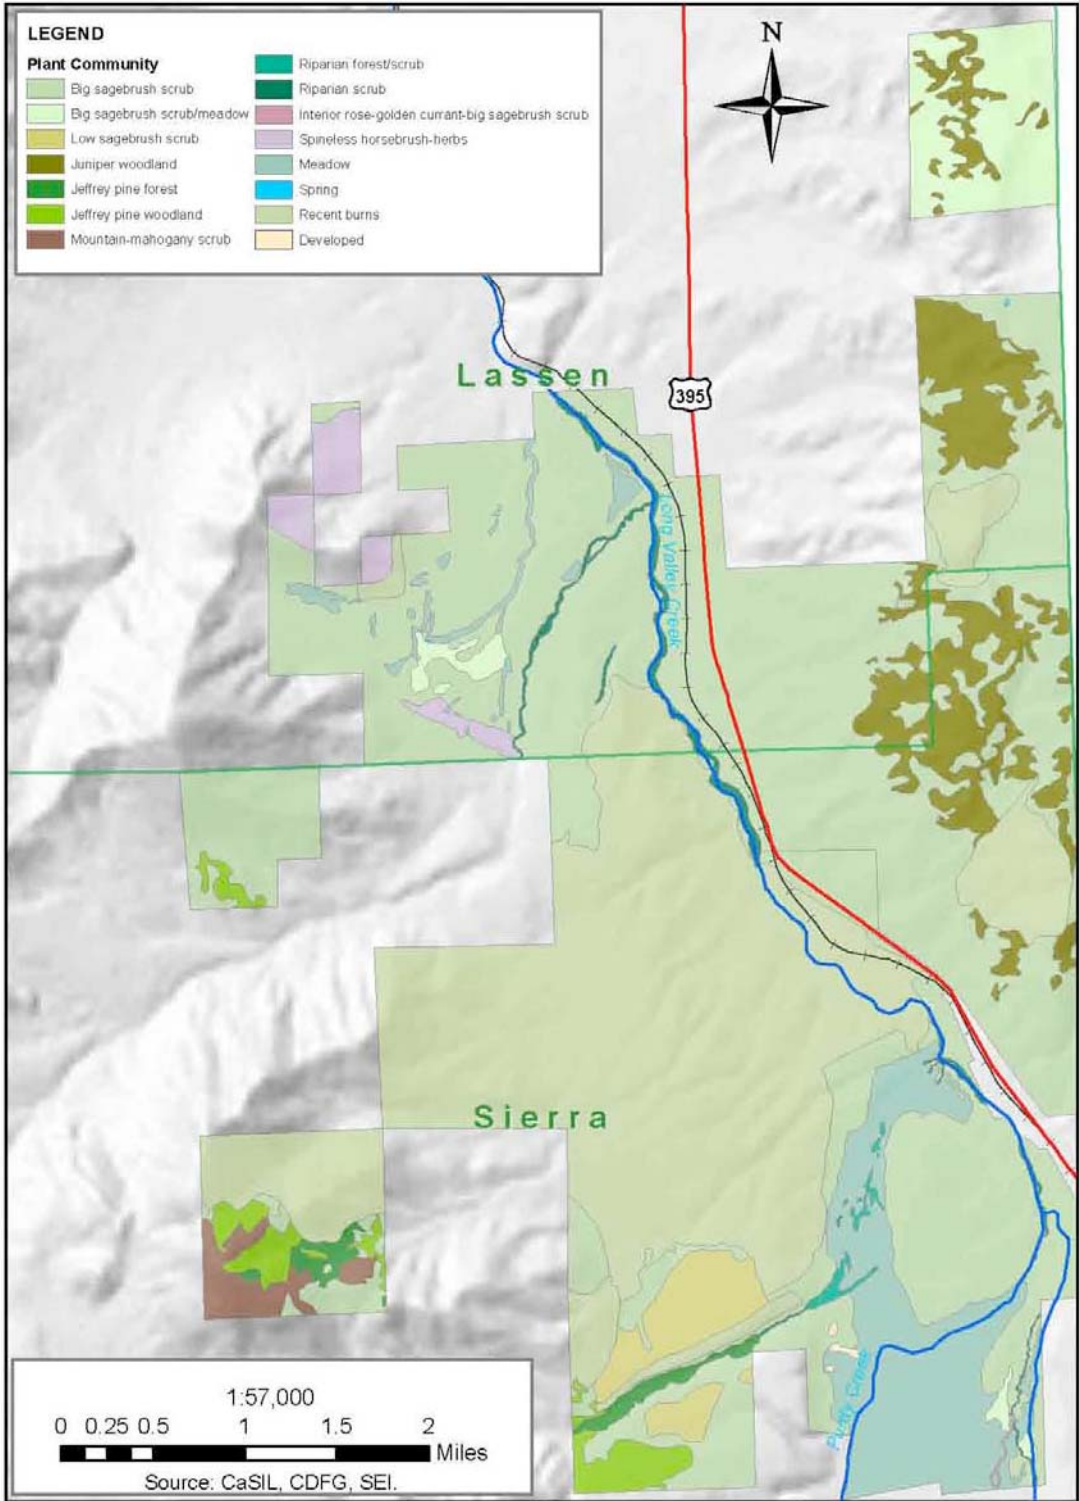 LEGEND
Plant Community
Big sagebrush scrub
Big sagebrush scrub/meadow
Low sagebrush scrub
Juniper woodland
Jeffrey pine forest
Jeffrey pine woodland
Mountain-mahogany scrub
Riparian forest/scrub
Riparian scrub
Interior rose-golden currant-big sagebrush scrub
Spineless horsebrush-herbs
Meadow
Spring
Recent burns
Developed
N
Lassen
395
Long Valley Creek
Sierra
Purdy Creek
1:57,000
0 0.25 0.5 1 1.5 2
Miles
Source: CaSIL, CDFG, SEI.